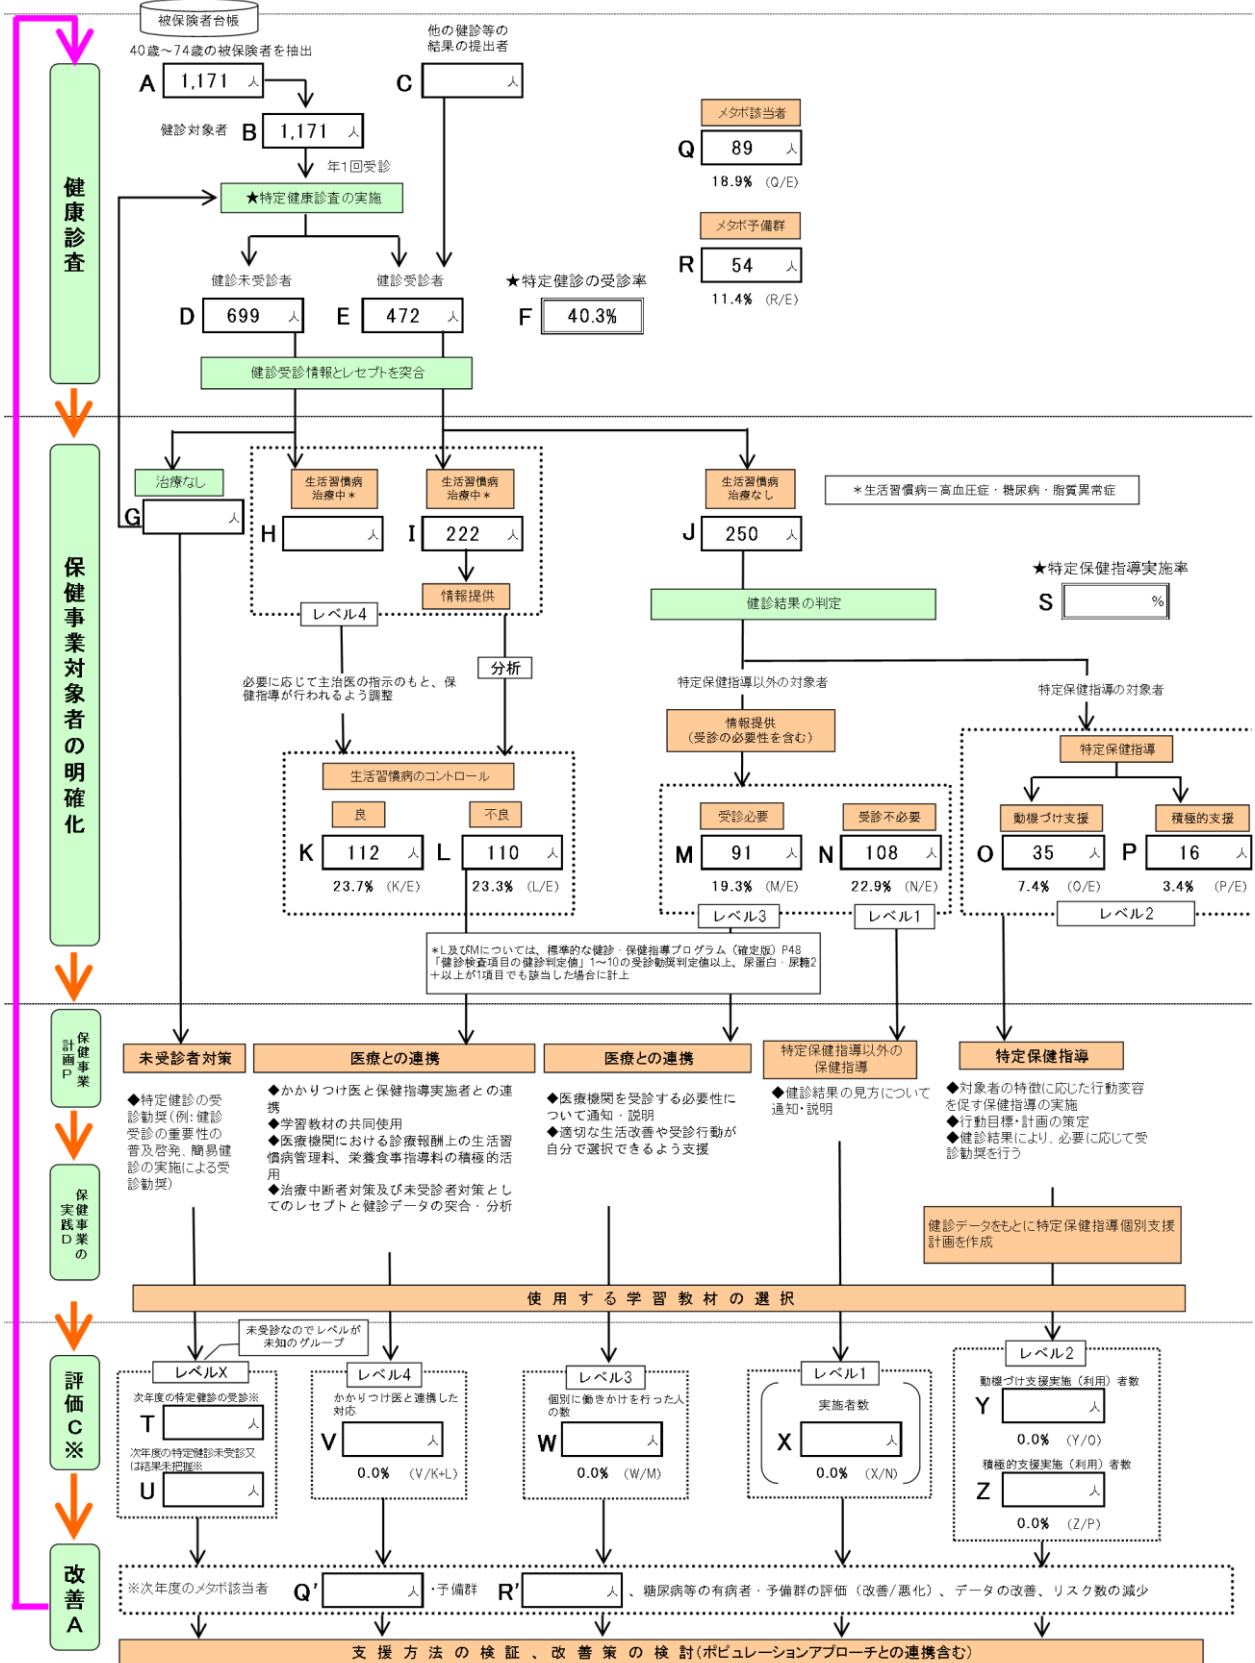 被保険者台帳
40歳～74歳の被保険者を抽出
A 1,171 人
他の健診等の
結果の提出者
C 人
健診対象者 B 1,171 人
年1回受診
★特定健康診査の実施
メタボ該当者
Q 89 人
18.9% (Q/E)
メタボ予備群
R 54 人
11.4% (R/E)
健康診査
健診未受診者
D 699 人
健診受診者
E 472 人
★特定健診の受診率
F 40.3%
健診受診情報とレセプトを突合
保健事業対象者の明確化
治療なし
G 人
生活習慣病
治療中＊
H 人
生活習慣病
治療中＊
I 222 人
情報提供
レベル4
生活習慣病
治療なし
J 250 人
＊生活習慣病＝高血圧症・糖尿病・脂質異常症
健診結果の判定
★特定保健指導実施率
S %
必要に応じて主治医の指示のもと、保
健指導が行われるよう調整
分析
特定保健指導以外の対象者
情報提供
(受診の必要性を含む)
特定保健指導の対象者
特定保健指導
生活習慣病のコントロール
良
K 112 人
23.7% (K/E)
不良
L 110 人
23.3% (L/E)
受診必要
M 91 人
19.3% (M/E)
レベル3
受診不必要
N 108 人
22.9% (N/E)
レベル1
動機づけ支援
O 35 人
7.4% (O/E)
積極的支援
P 16 人
3.4% (P/E)
レベル2
＊L及びMについては、標準的な健診・保健指導プログラム（確定版）P48
「健診検査項目の健診判定値」1～10の受診勧奨判定値以上、尿蛋白・尿糖2
＋以上が1項目でも該当した場合に計上
保健事業
計画P
未受診者対策
◆特定健診の受
診勧奨(例：健診
受診の重要性の
普及啓発、簡易健
診の実施による受
診勧奨)
医療との連携
◆かかりつけ医と保健指導実施者との連
携
◆学習教材の共同使用
◆医療機関における診療報酬上の生活習
慣病管理料、栄養食事指導料の積極的活
用
◆治療中断者対策及び未受診者対策とし
てのレセプトと健診データの突合・分析
医療との連携
◆医療機関を受診する必要性に
ついて通知・説明
◆適切な生活改善や受診行動が
自分で選択できるよう支援
特定保健指導以外の
保健指導
◆健診結果の見方について
通知・説明
特定保健指導
◆対象者の特徴に応じた行動変容
を促す保健指導の実施
◆行動目標・計画の策定
◆健診結果により、必要に応じて受
診勧奨を行う
保健事業の
実践D
健診データをもとに特定保健指導個別支援
計画を作成
使用する学習教材の選択
評価C※
未受診なのでレベルが
未知のグループ
レベルX
次年度の特定健診の受診※
T 人
次年度の特定健診未受診又
は結果未把握※
U 人
レベル4
かかりつけ医と連携した
対応
V 人
0.0% (V/K+L)
レベル3
個別に働きかけを行った人
の数
W 人
0.0% (W/M)
レベル1
実施者数
X 人
0.0% (X/N)
レベル2
動機づけ支援実施（利用）者数
Y 人
0.0% (Y/O)
積極的支援実施（利用）者数
Z 人
0.0% (Z/P)
改善A
※次年度のメタボ該当者 Q' 人 ・予備群 R' 人 、糖尿病等の有病者・予備群の評価（改善/悪化）、データの改善、リスク数の減少
支援方法の検証、改善策の検討(ポピュレーションアプローチとの連携含む)